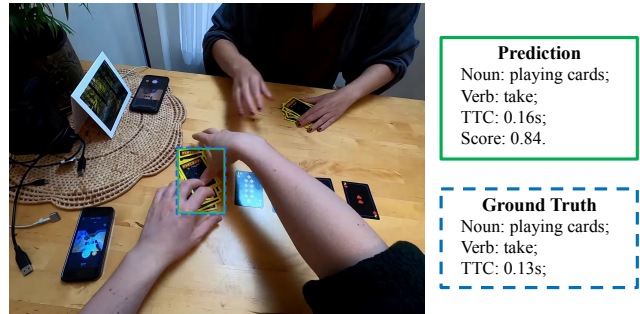 Prediction
Noun: playing cards;
Verb: take;
TTC: 0.16s;
Score: 0.84.
Ground Truth
Noun: playing cards;
Verb: take;
TTC: 0.13s;